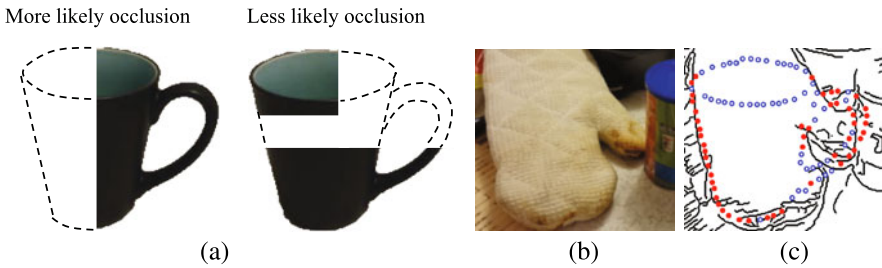 More likely occlusion
Less likely occlusion
(a)
(b)
(c)